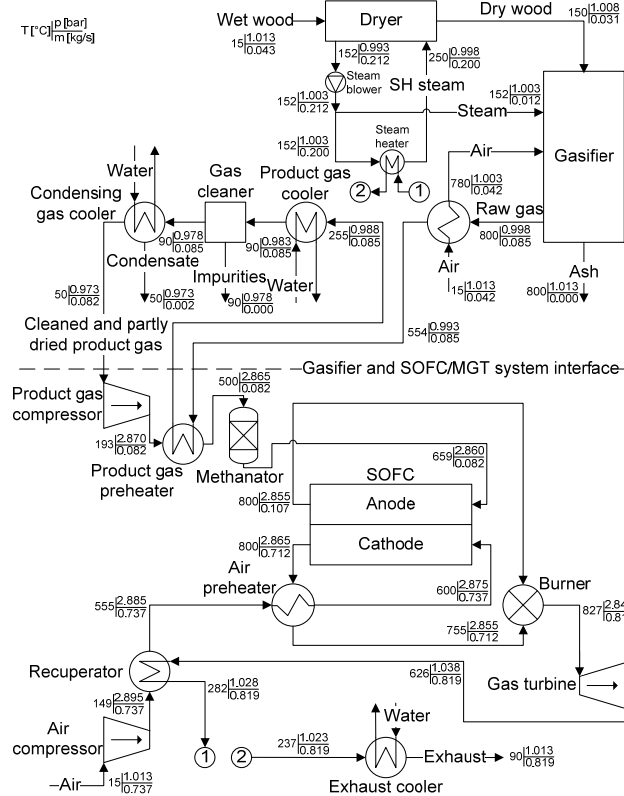 T [°C] p [bar]
m [kg/s]
Wet wood
15 1.013
0.043
Dryer
Dry wood
150 1.008
0.031
152 0.993
0.212
250 0.998
0.200
Steam
blower
SH steam
152 1.003
0.212
152 1.003
0.012
Steam
152 1.003
0.200
Steam
heater
M
2
1
Gasifier
Air
780 1.003
0.042
Raw gas
800 0.998
0.085
Air
15 1.013
0.042
Ash
800 1.013
0.000
Water
Condensing
gas cooler
Gas
cleaner
Product gas
cooler
90 0.978
0.085
90 0.983
0.085
255 0.988
0.085
Condensate
Impurities
Water
50 0.973
0.082
50 0.973
0.002
90 0.978
0.000
Cleaned and partly
dried product gas
554 0.993
0.085
Gasifier and SOFC/MGT system interface
Product gas
compressor
500 2.865
0.082
193 2.870
0.082
Product gas
preheater
Methanator
659 2.860
0.082
SOFC
Anode
Cathode
800 2.855
0.107
800 2.865
0.712
Air
preheater
600 2.875
0.737
Burner
555 2.885
0.737
755 2.855
0.712
827 2.84
0.81
Recuperator
626 1.038
0.819
Gas turbine
149 2.895
0.737
282 1.028
0.819
Air
compressor
Water
1
2
237 1.023
0.819
Exhaust
90 1.013
0.819
Air
15 1.013
0.737
Exhaust cooler